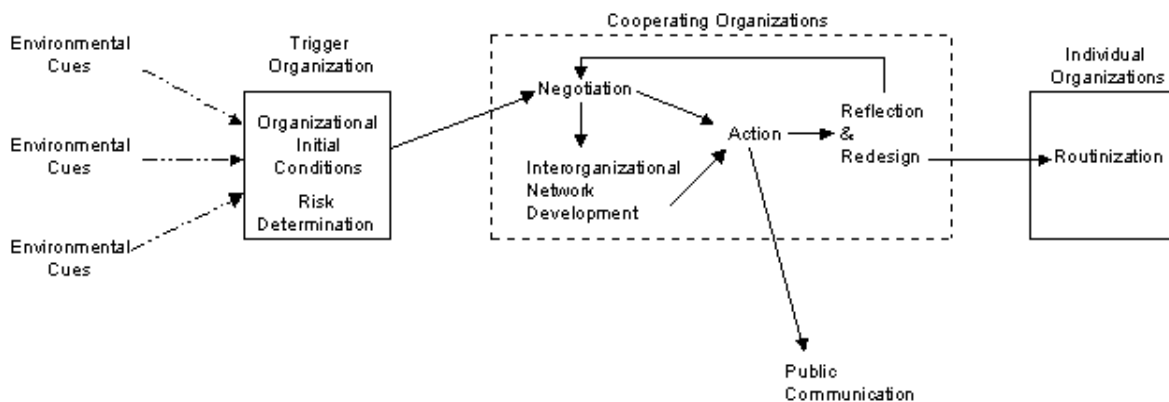 Environmental
Cues
Environmental
Cues
Environmental
Cues
Trigger
Organization
Organizational
Initial
Conditions
Risk
Determination
Cooperating Organizations
Negotiation
Interorganizational
Network
Development
Action
Reflection
&
Redesign
Public
Communication
Individual
Organizations
Routinization